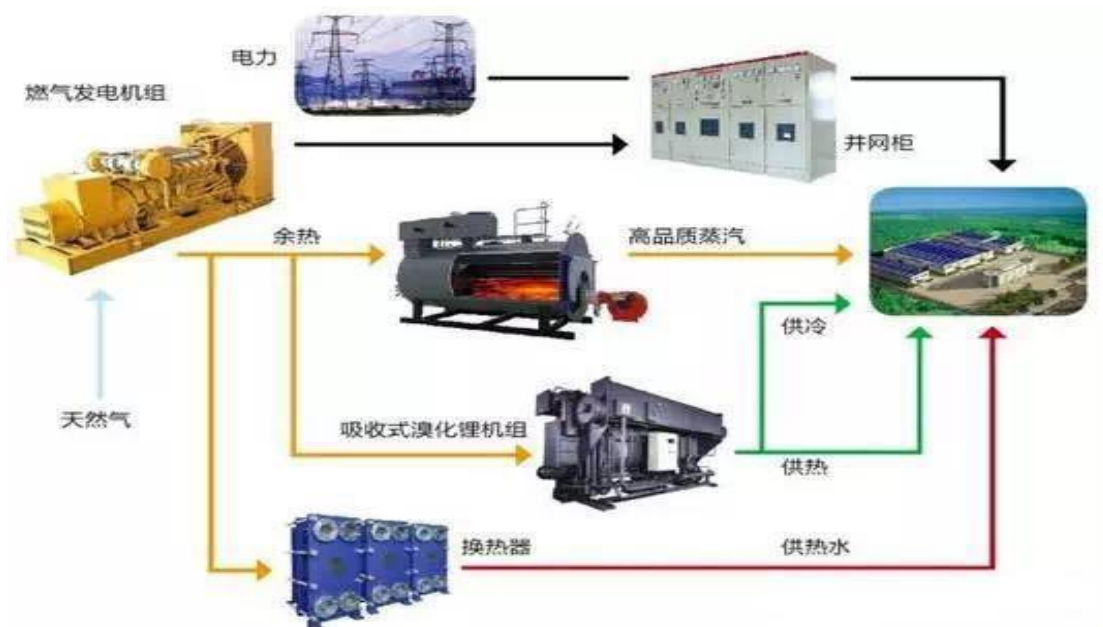 电力
燃气发电机组
并网柜
余热
高品质蒸汽
供冷
天然气
吸收式溴化锂机组
供热
换热器
供热水